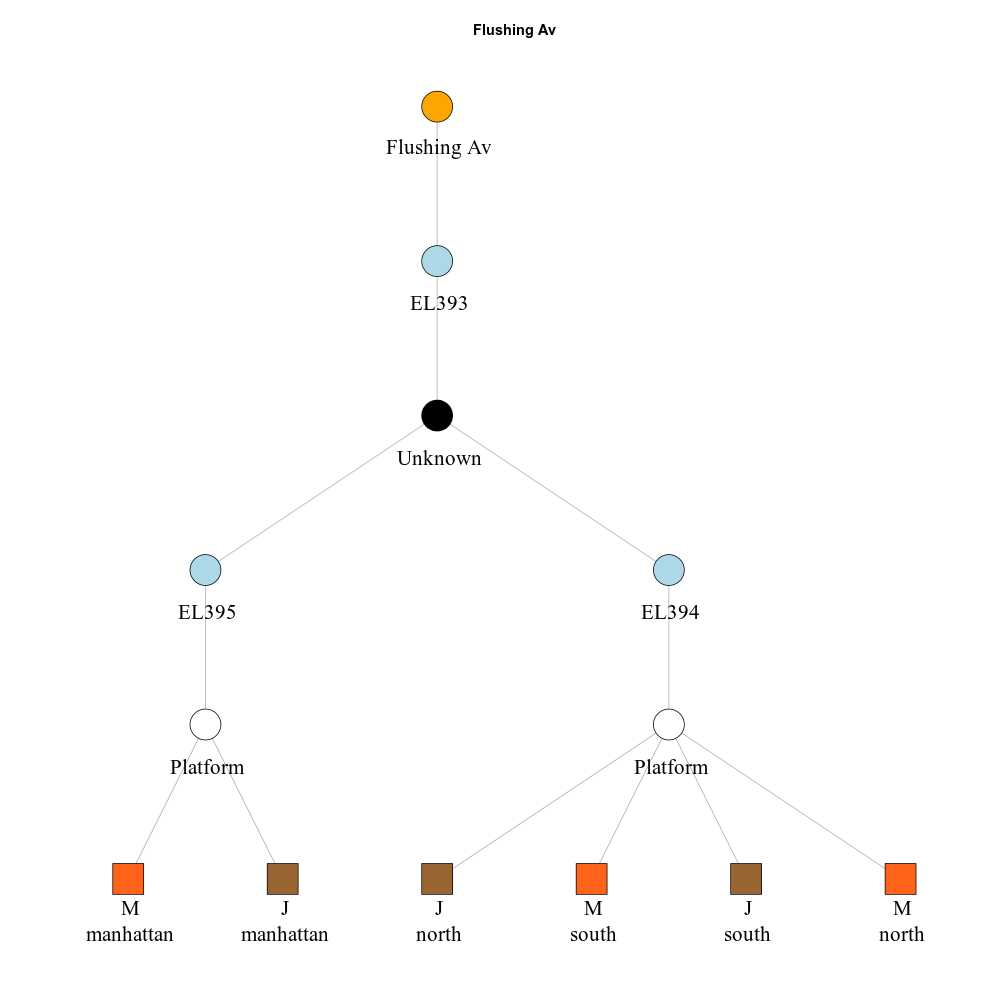 Flushing Av
Flushing Av
EL393
Unknown
EL395
EL394
Platform
Platform
M
manhattan
J
manhattan
J
north
M
south
J
south
M
north